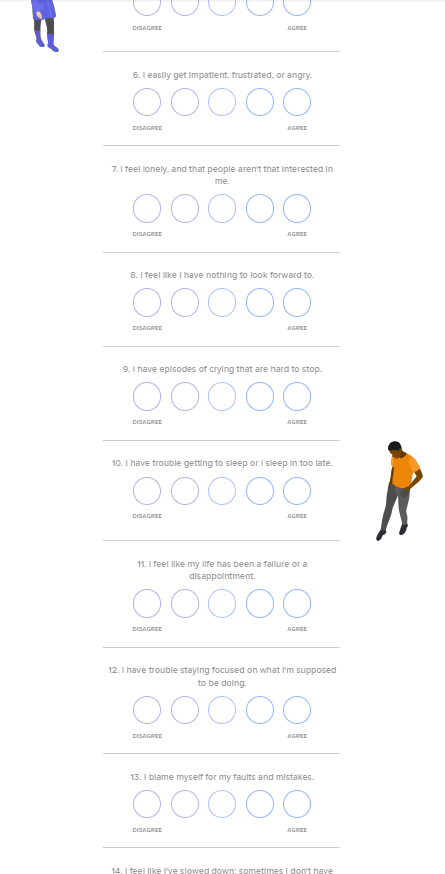 DISAGREE AGREE
6. I easily get impatient, frustrated, or angry.
DISAGREE AGREE
7. I feel lonely, and that people aren't that interested in
me.
DISAGREE AGREE
8. I feel like I have nothing to look forward to.
DISAGREE AGREE
9. I have episodes of crying that are hard to stop.
DISAGREE AGREE
10. I have trouble getting to sleep or I sleep in too late.
DISAGREE AGREE
11. I feel like my life has been a failure or a
disappointment.
DISAGREE AGREE
12. I have trouble staying focused on what I'm supposed
to be doing.
DISAGREE AGREE
13. I blame myself for my faults and mistakes.
DISAGREE AGREE
14. I feel like I've slowed down; sometimes I don't have